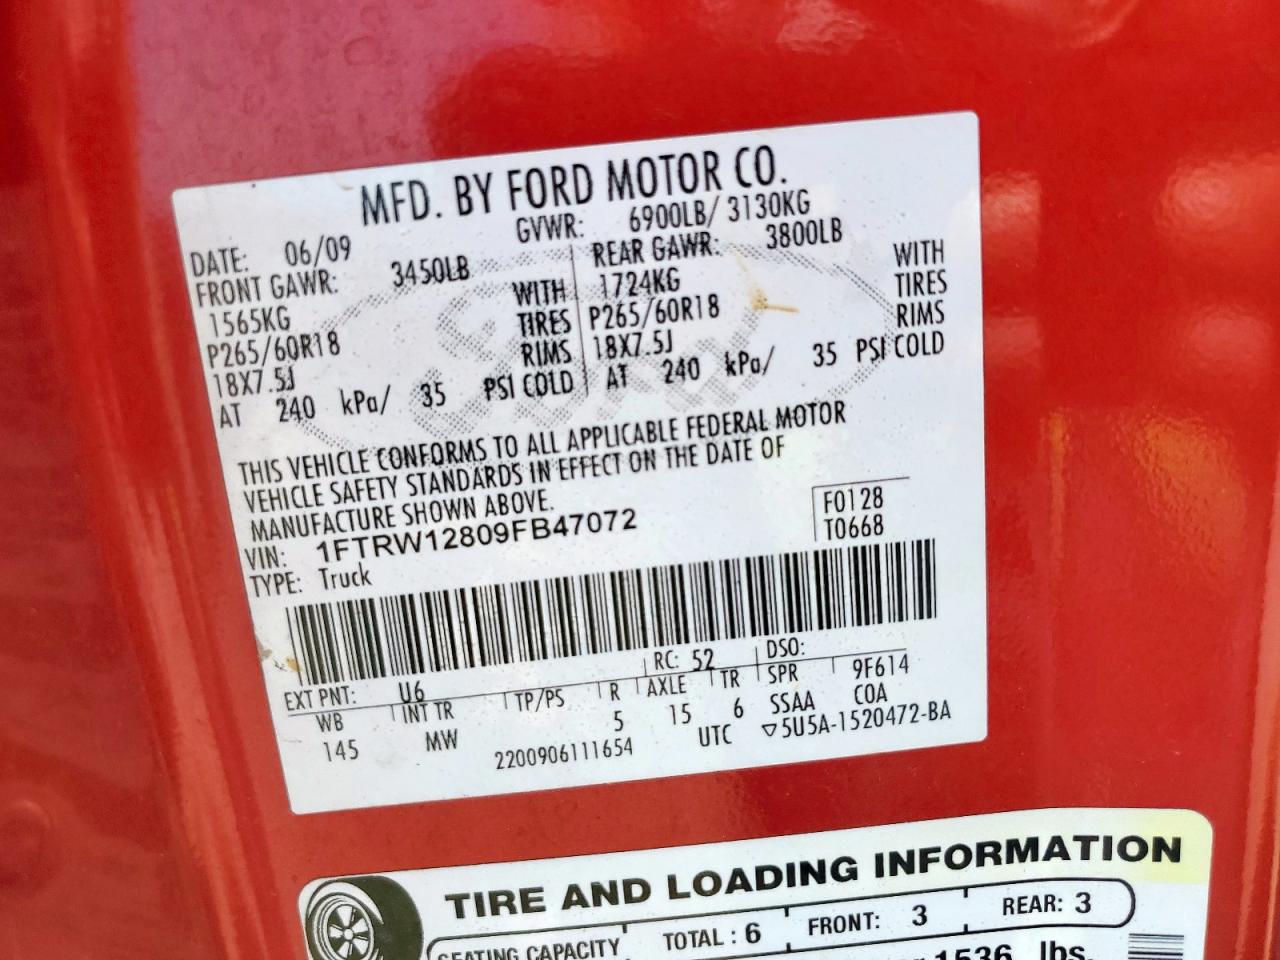 MFD. BY FORD MOTOR CO.
DATE: 06/09 GVWR: 6900LB/ 3130KG
FRONT GAWR: 3450LB REAR GAWR: 3800LB
1565KG WITH 1724KG WITH
P265/60R18 TIRES P265/60R18 TIRES
18X7.5J RIMS 18X7.5J RIMS
AT 240 kPa/ 35 PSI COLD AT 240 kPa/ 35 PSI COLD
THIS VEHICLE CONFORMS TO ALL APPLICABLE FEDERAL MOTOR
VEHICLE SAFETY STANDARDS IN EFFECT ON THE DATE OF
MANUFACTURE SHOWN ABOVE.
VIN: 1FTRW12809FB47072 F0128
TYPE: Truck T0668
EXT PNT: U6 RC: 52 DSO:
WB INT TR TP/PS R AXLE TR SPR 9F614
145 MW 5 15 6 SSAA COA
2200906111654 UTC ▽5U5A-1520472-BA
TIRE AND LOADING INFORMATION
SEATING CAPACITY TOTAL : 6 FRONT: 3 REAR: 3
1536 lbs.